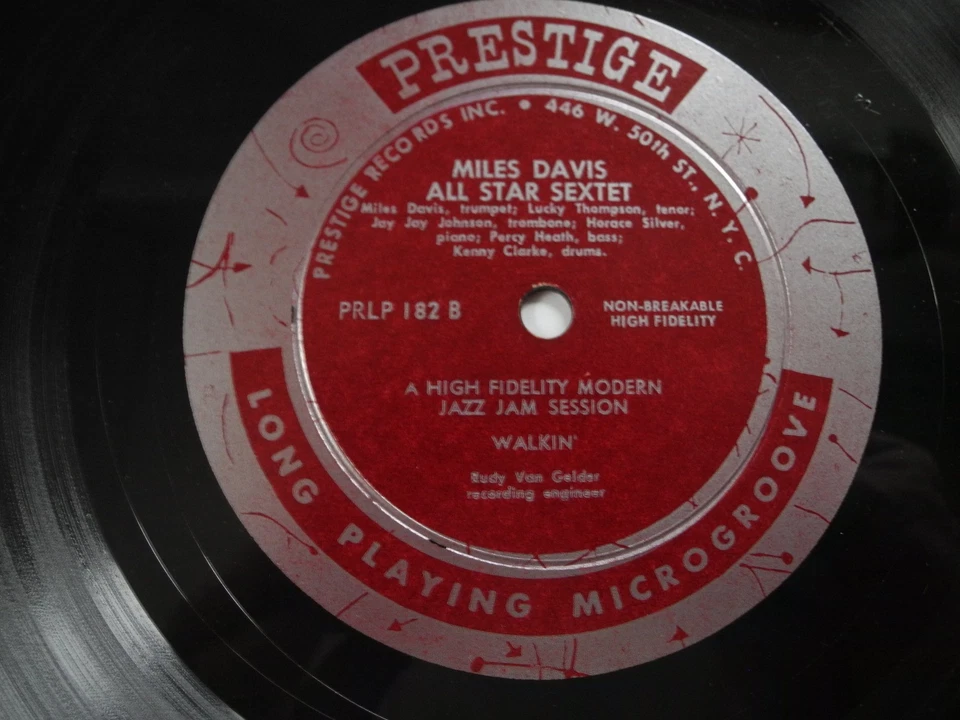 PRESTIGE
PRESTIGE RECORDS INC. • 446 W. 50th ST., N.Y.C.
MILES DAVIS
ALL STAR SEXTET
Miles Davis, trumpet; Lucky Thompson, tenor;
Jay Jay Johnson, trombone; Horace Silver,
piano; Percy Heath, bass;
Kenny Clarke, drums.
PRLP 182 B
NON-BREAKABLE
HIGH FIDELITY
A HIGH FIDELITY MODERN
JAZZ JAM SESSION
WALKIN'
Rudy Van Gelder
recording engineer
LONG PLAYING MICROGROOVE